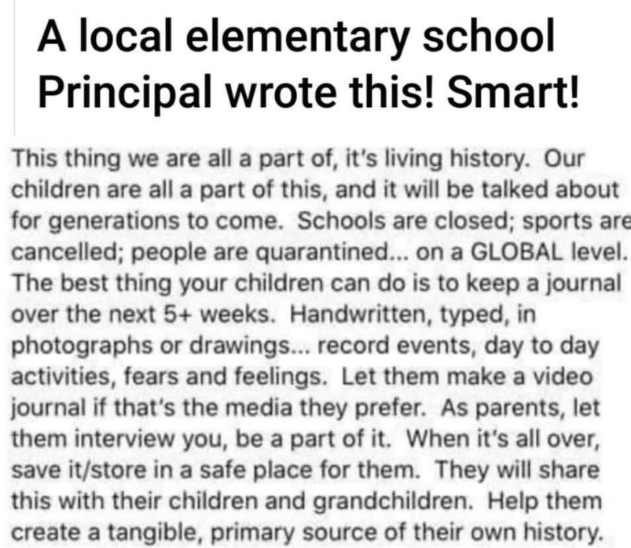 A local elementary school
Principal wrote this! Smart!
This thing we are all a part of, it's living history.  Our
children are all a part of this, and it will be talked about
for generations to come.  Schools are closed; sports are
cancelled; people are quarantined... on a GLOBAL level.
The best thing your children can do is to keep a journal
over the next 5+ weeks.  Handwritten, typed, in
photographs or drawings... record events, day to day
activities, fears and feelings.  Let them make a video
journal if that's the media they prefer.  As parents, let
them interview you, be a part of it.  When it's all over,
save it/store in a safe place for them.  They will share
this with their children and grandchildren.  Help them
create a tangible, primary source of their own history.